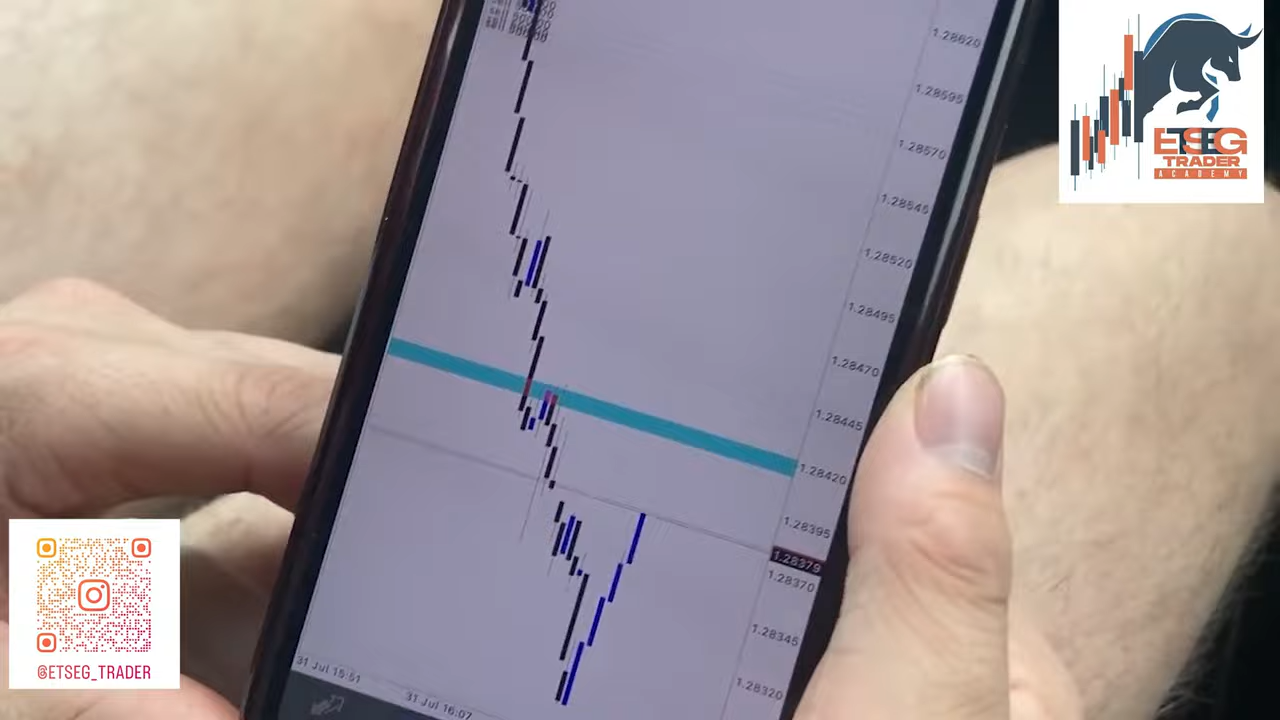 1.28620
1.28595
1.28570
1.28545
1.28520
1.28495
1.28470
1.28445
1.28420
1.28395
1.28379
1.28370
1.28345
1.28320
31 Jul 15:51
31 Jul 16:07
ETSEG
TRADER
ACADEMY
@ETSEG_TRADER